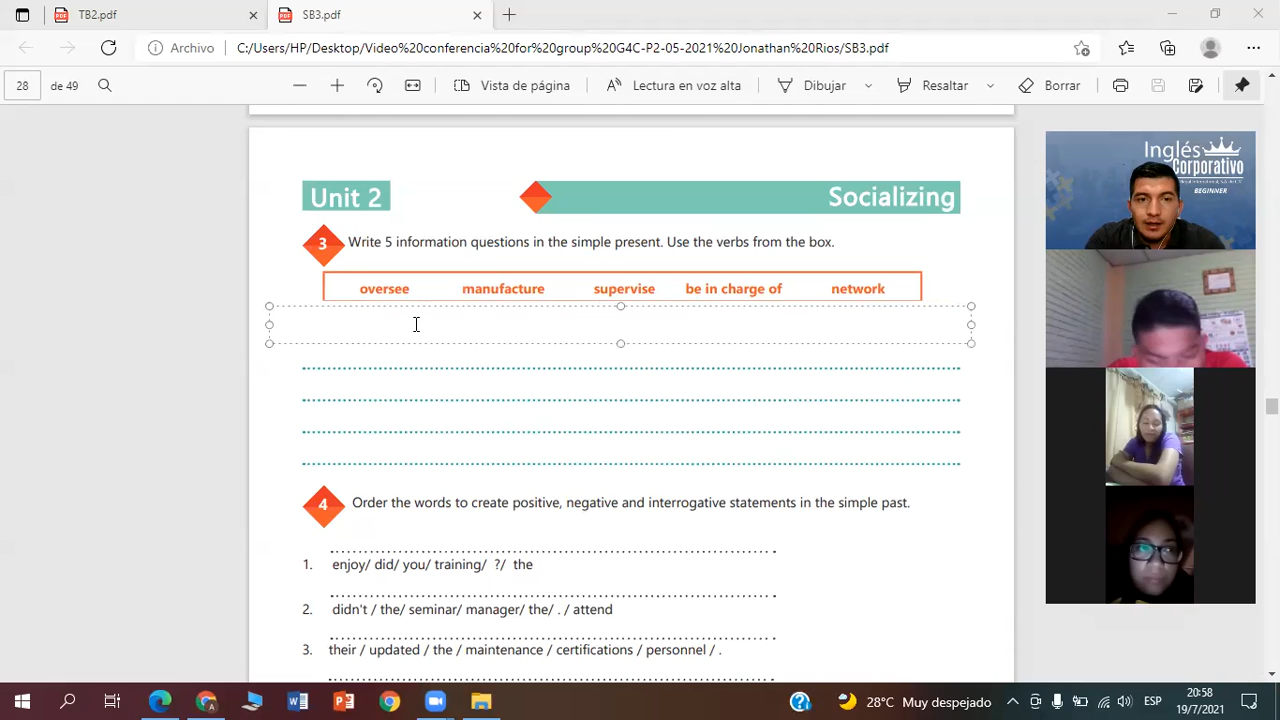 TB2.pdf
SB3.pdf
Archivo
C:/Users/HP/Desktop/Video%20conferencia%20for%20group%20G4C-P2-05-2021%20Jonathan%20Rios/SB3.pdf
28
de 49
Vista de página
Lectura en voz alta
Dibujar
Resaltar
Borrar
Unit 2
Socializing
3 Write 5 information questions in the simple present. Use the verbs from the box.
oversee manufacture supervise be in charge of network
4 Order the words to create positive, negative and interrogative statements in the simple past.
1. enjoy/ did/ you/ training/ ?/ the
2. didn't / the/ seminar/ manager/ the/ . / attend
3. their / updated / the / maintenance / certifications / personnel / .
Inglés
Corporativo
BEGINNER
28°C Muy despejado
ESP
20:58
19/7/2021